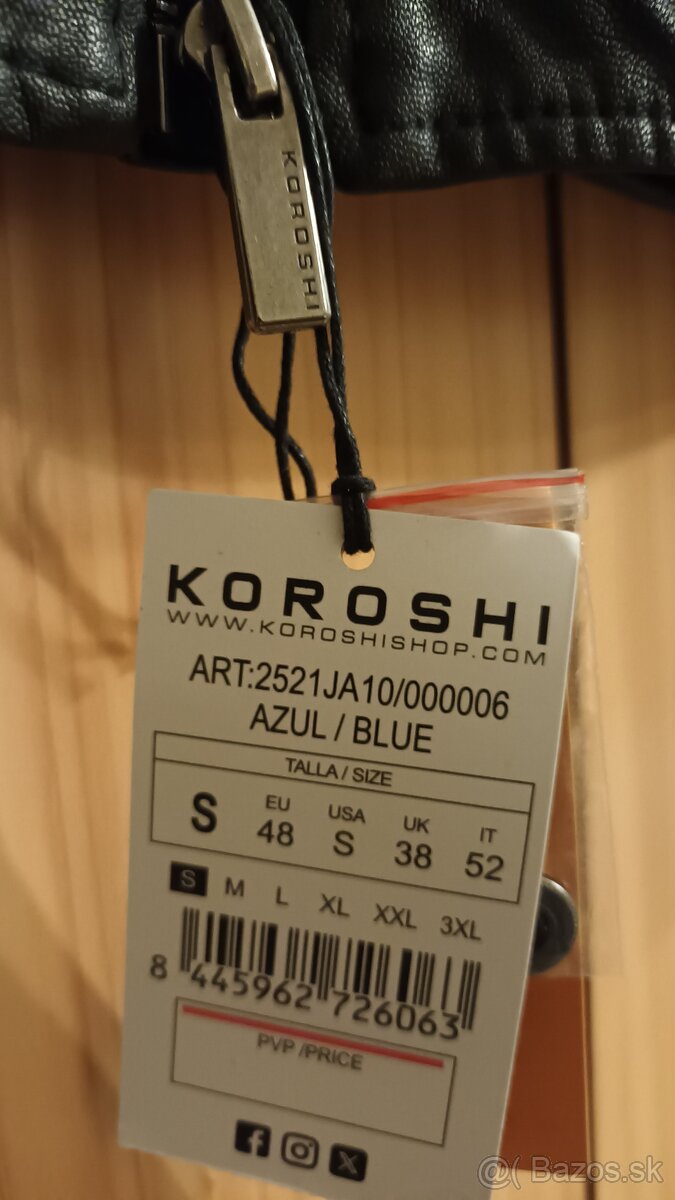 KOROSHI
KOROSHI
WWW.KOROSHISHOP.COM
ART:2521JA10/000006
AZUL / BLUE
TALLA / SIZE
S EU 48 USA S UK 38 IT 52
S M L XL XXL 3XL
8 445962 726063
PVP /PRICE
@( Bazos.sk